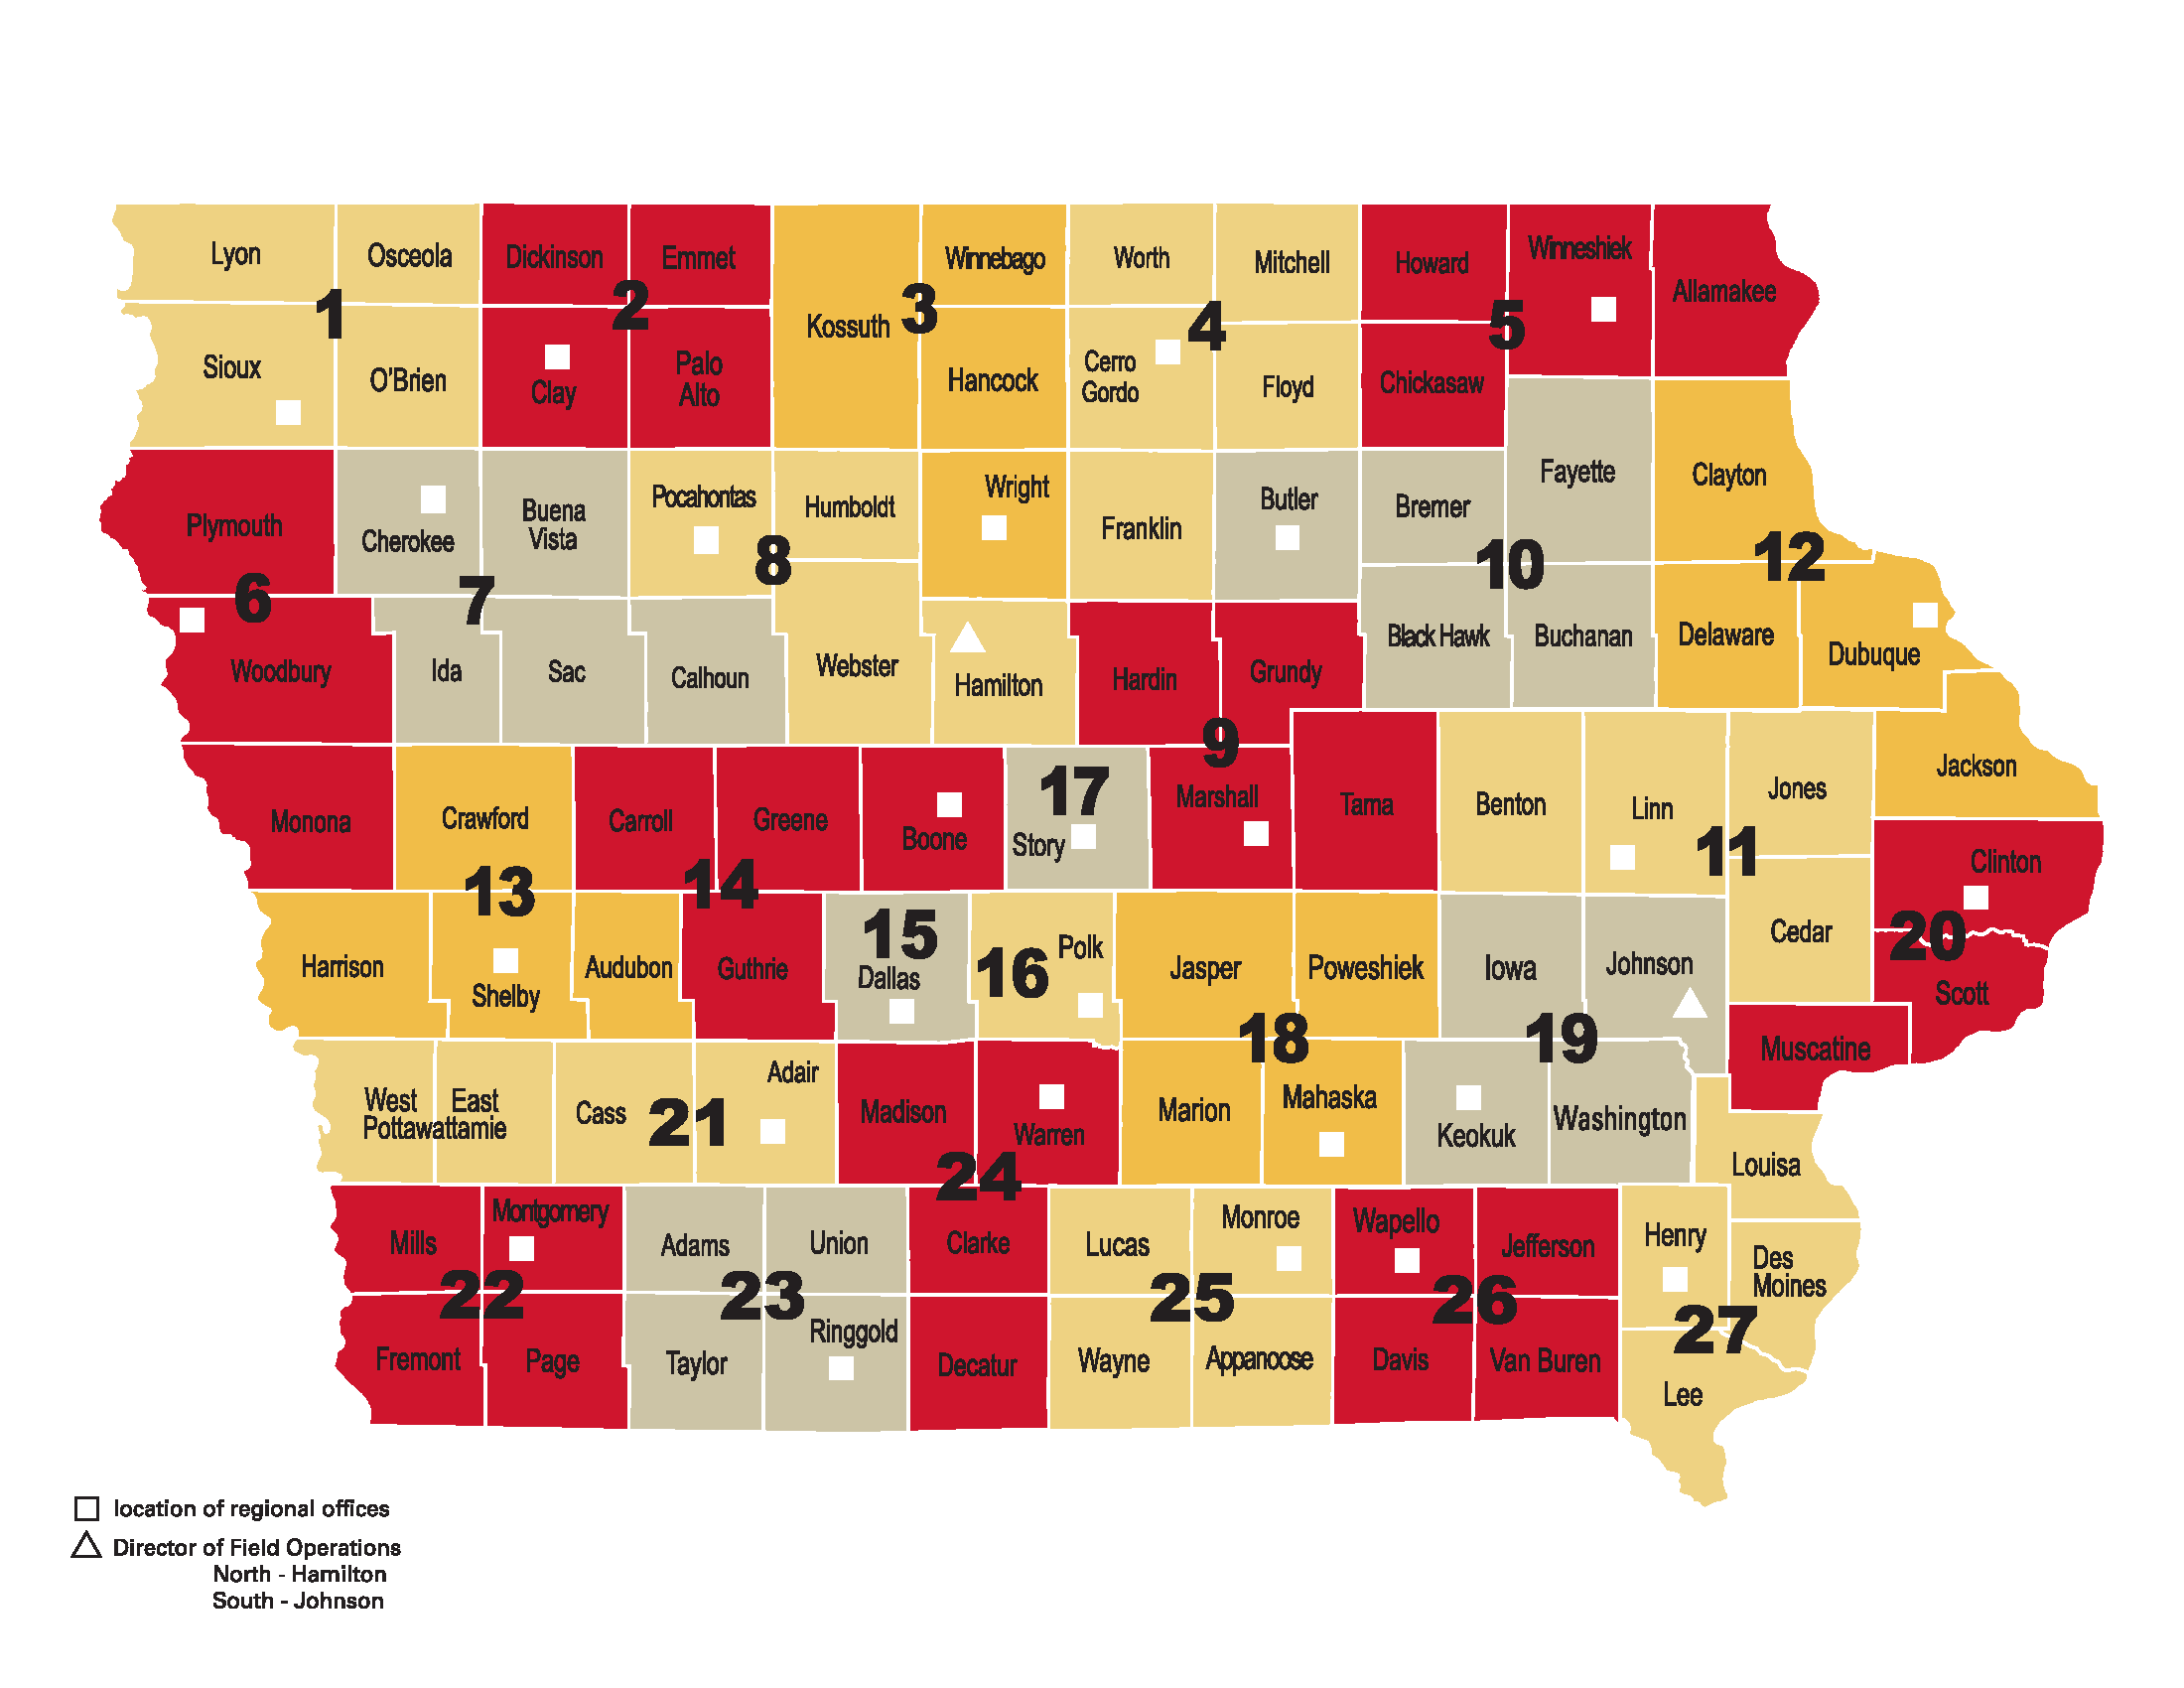 Lyon
Osceola
Dickinson
Emmet
Winnebago
Worth
Mitchell
Howard
Winneshiek
Allamakee
1
2
3
4
5
Kossuth
Sioux
O'Brien
Clay
Palo
Alto
Hancock
Cerro
Gordo
Floyd
Chickasaw
Plymouth
Cherokee
Buena
Vista
Pocahontas
Humboldt
Wright
Franklin
Butler
Bremer
Fayette
Clayton
6
7
8
10
12
Woodbury
Ida
Sac
Calhoun
Webster
Hamilton
Hardin
Grundy
Black Hawk
Buchanan
Delaware
Dubuque
9
Monona
Crawford
Carroll
Greene
Boone
17
Story
Marshall
Tama
Benton
Linn
Jones
Jackson
11
13
14
Clinton
Harrison
Shelby
Audubon
Guthrie
15
Dallas
16
Polk
Jasper
Poweshiek
Iowa
Johnson
Cedar
20
Scott
18
19
Muscatine
West
Pottawattamie
East
Cass
21
Adair
Madison
Warren
Marion
Mahaska
Keokuk
Washington
Louisa
24
Mills
Montgomery
Adams
Union
Clarke
Lucas
Monroe
Wapello
Jefferson
Henry
Des
Moines
22
23
25
26
27
Fremont
Page
Taylor
Ringgold
Decatur
Wayne
Appanoose
Davis
Van Buren
Lee
location of regional offices
Director of Field Operations
North - Hamilton
South - Johnson